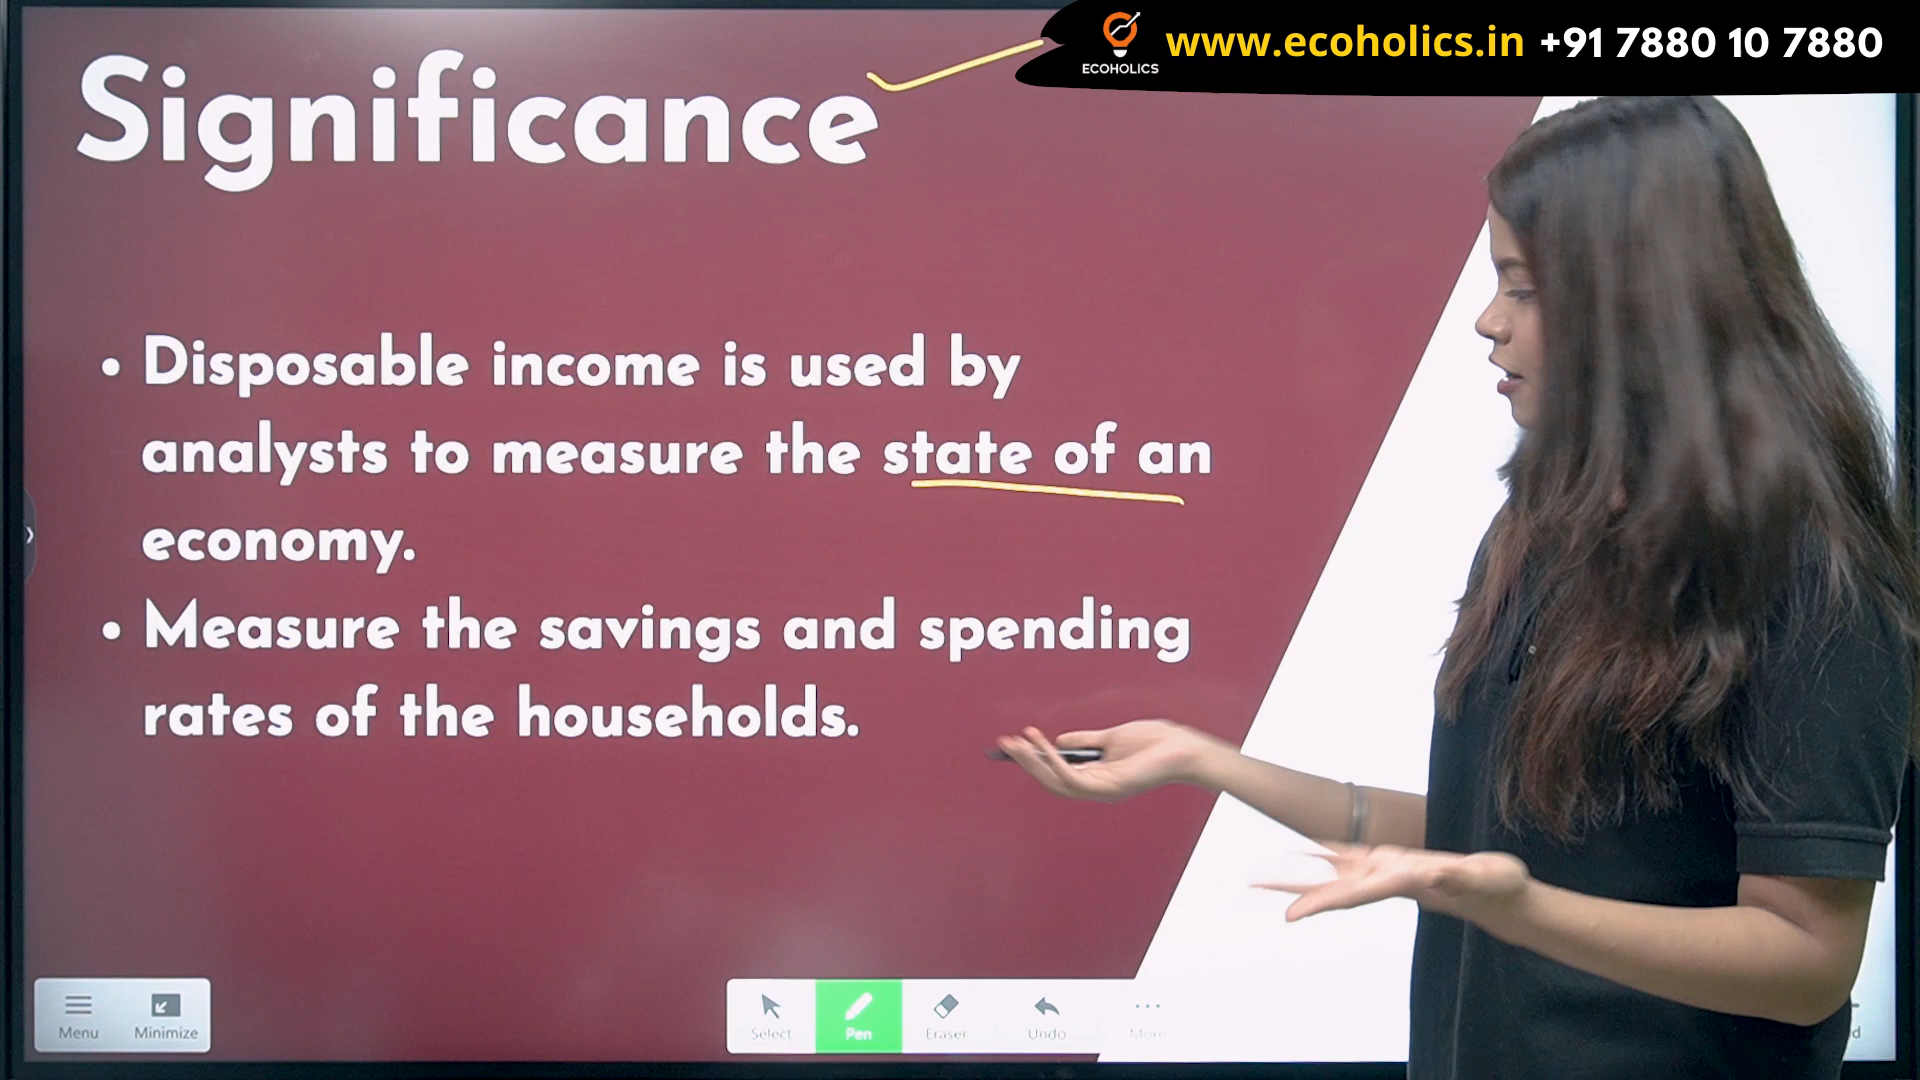 ECOHOLICS
www.ecoholics.in +91 7880 10 7880
Significance
• Disposable income is used by
analysts to measure the state of an
economy.
• Measure the savings and spending
rates of the households.
Menu
Minimize
Select
Pen
Eraser
Undo
More